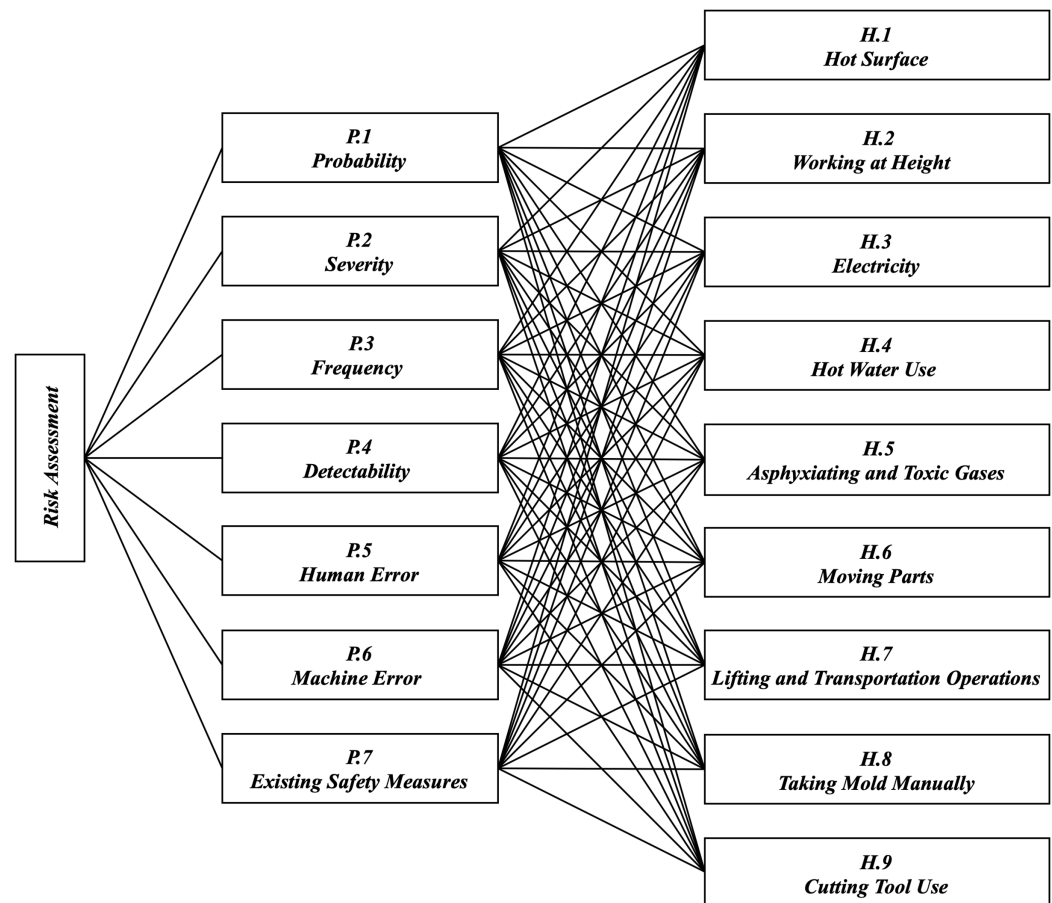 Risk Assessment
P.1
Probability
P.2
Severity
P.3
Frequency
P.4
Detectability
P.5
Human Error
P.6
Machine Error
P.7
Existing Safety Measures
H.1
Hot Surface
H.2
Working at Height
H.3
Electricity
H.4
Hot Water Use
H.5
Asphyxiating and Toxic Gases
H.6
Moving Parts
H.7
Lifting and Transportation Operations
H.8
Taking Mold Manually
H.9
Cutting Tool Use